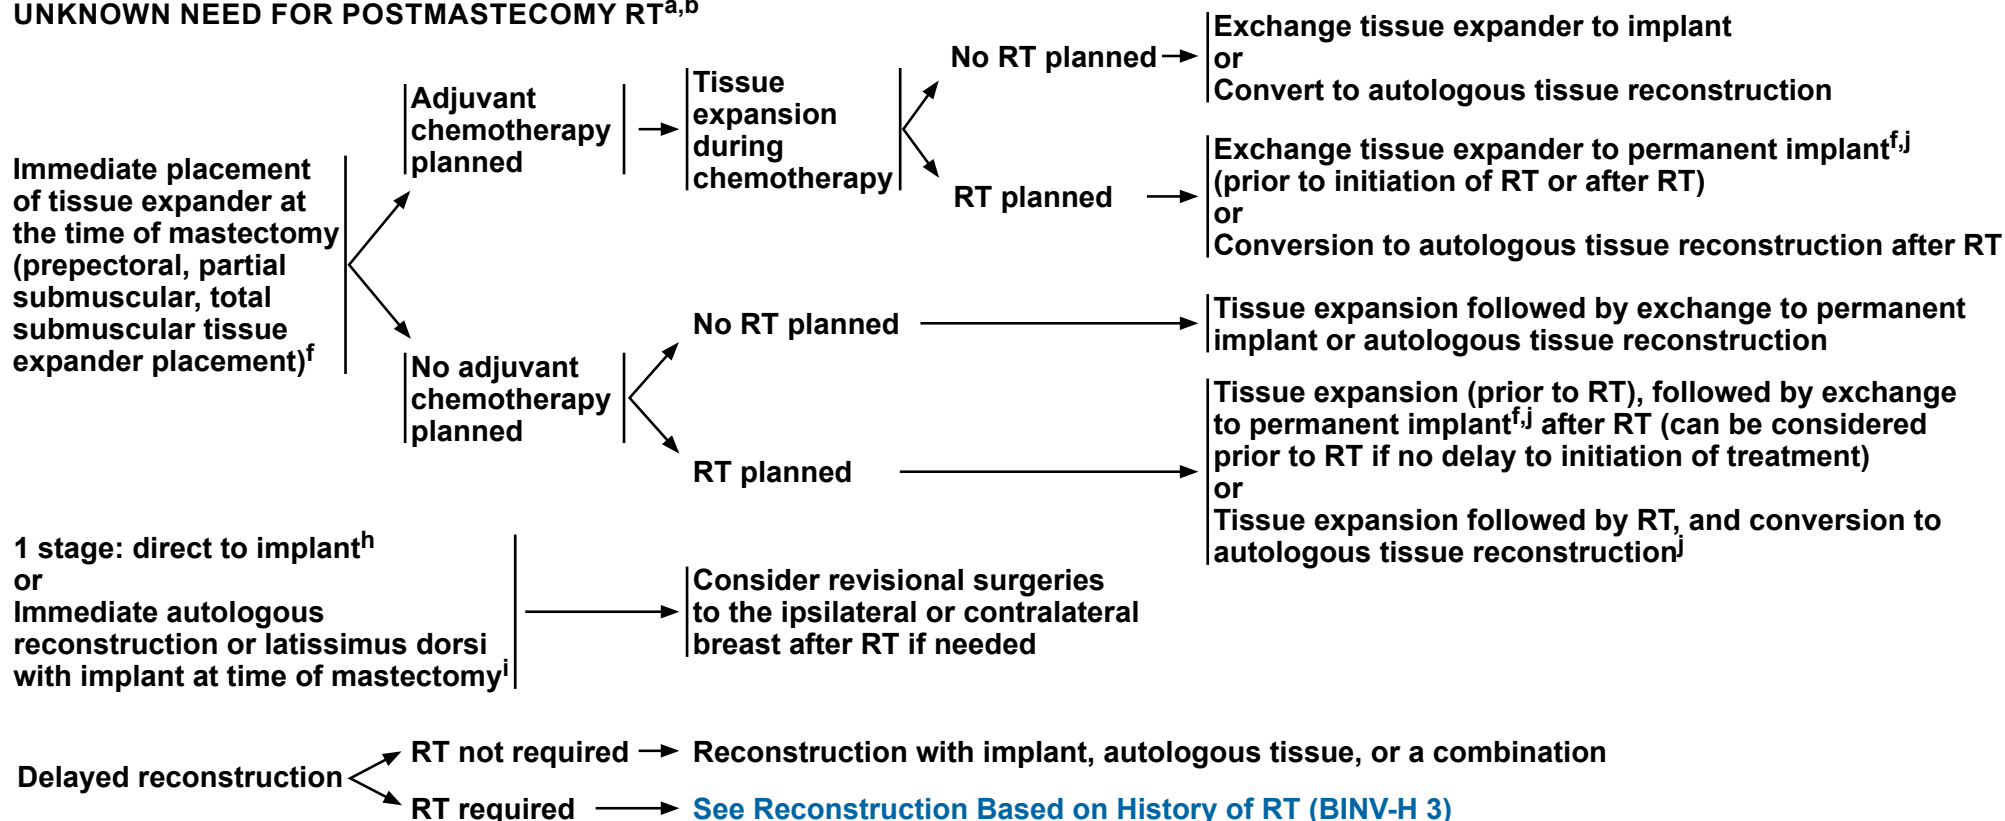 UNKNOWN NEED FOR POSTMASTECOMY RTa,b
Immediate placement
of tissue expander at
the time of mastectomy
(prepectoral, partial
submuscular, total
submuscular tissue
expander placement)f
Adjuvant
chemotherapy
planned
Tissue
expansion
during
chemotherapy
No RT planned
Exchange tissue expander to implant
or
Convert to autologous tissue reconstruction
RT planned
Exchange tissue expander to permanent implantf,j
(prior to initiation of RT or after RT)
or
Conversion to autologous tissue reconstruction after RT
No adjuvant
chemotherapy
planned
No RT planned
Tissue expansion followed by exchange to permanent
implant or autologous tissue reconstruction
RT planned
Tissue expansion (prior to RT), followed by exchange
to permanent implantf,j after RT (can be considered
prior to RT if no delay to initiation of treatment)
or
Tissue expansion followed by RT, and conversion to
autologous tissue reconstructionj
1 stage: direct to implanth
or
Immediate autologous
reconstruction or latissimus dorsi
with implant at time of mastectomyi
Consider revisional surgeries
to the ipsilateral or contralateral
breast after RT if needed
Delayed reconstruction
RT not required
Reconstruction with implant, autologous tissue, or a combination
RT required
See Reconstruction Based on History of RT (BINV-H 3)